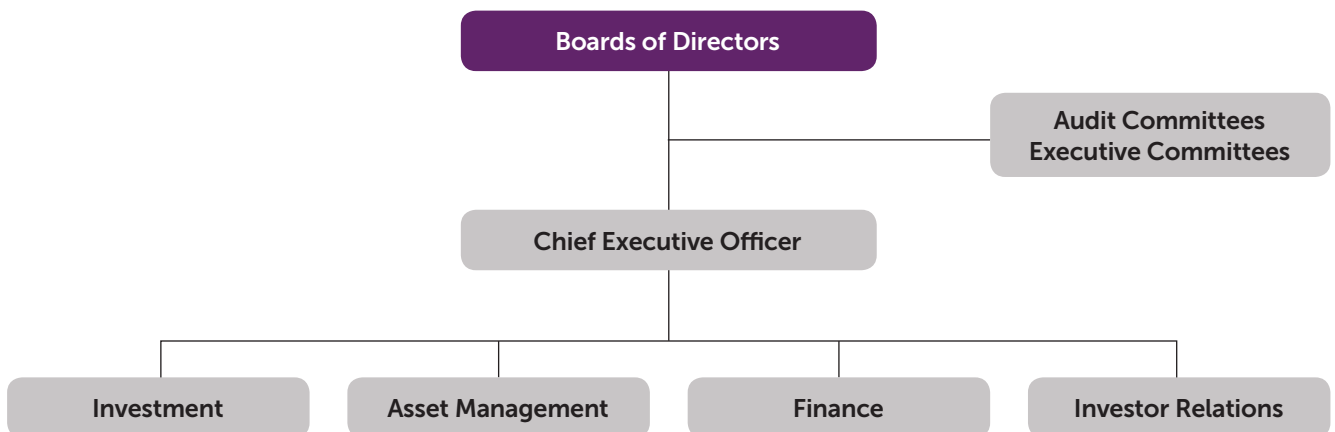 Boards of Directors
Audit Committees
Executive Committees
Chief Executive Officer
Investment
Asset Management
Finance
Investor Relations